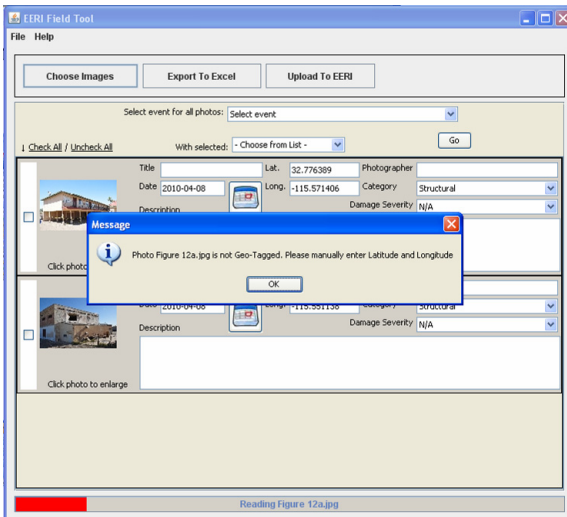 EERI Field Tool
File Help
Choose Images Export To Excel Upload To EERI
Select event for all photos: Select event
↓ Check All / Uncheck All With selected: - Choose from List - Go
Title Lat. 32.776389 Photographer
Date 2010-04-08 Long. -115.571406 Category Structural
Description Damage Severity N/A
Message
Photo Figure 12a.jpg is not Geo-Tagged. Please manually enter Latitude and Longitude
Click photo
OK
Date 2010-04-08 Long. -115.551138 Category Structural
Description Damage Severity N/A
Click photo to enlarge
Reading Figure 12a.jpg